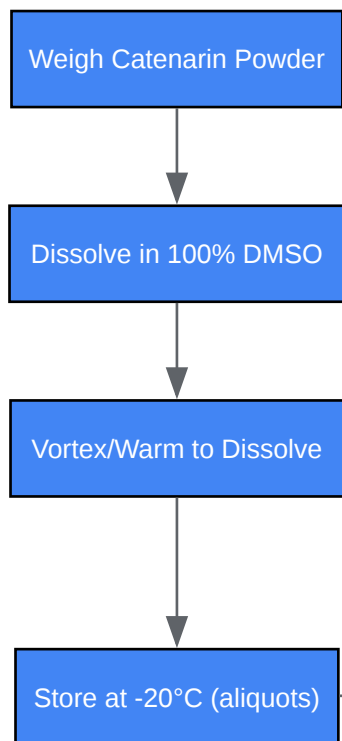 Weigh Catenarin Powder
Dissolve in 100% DMSO
Vortex/Warm to Dissolve
Store at -20°C (aliquots)